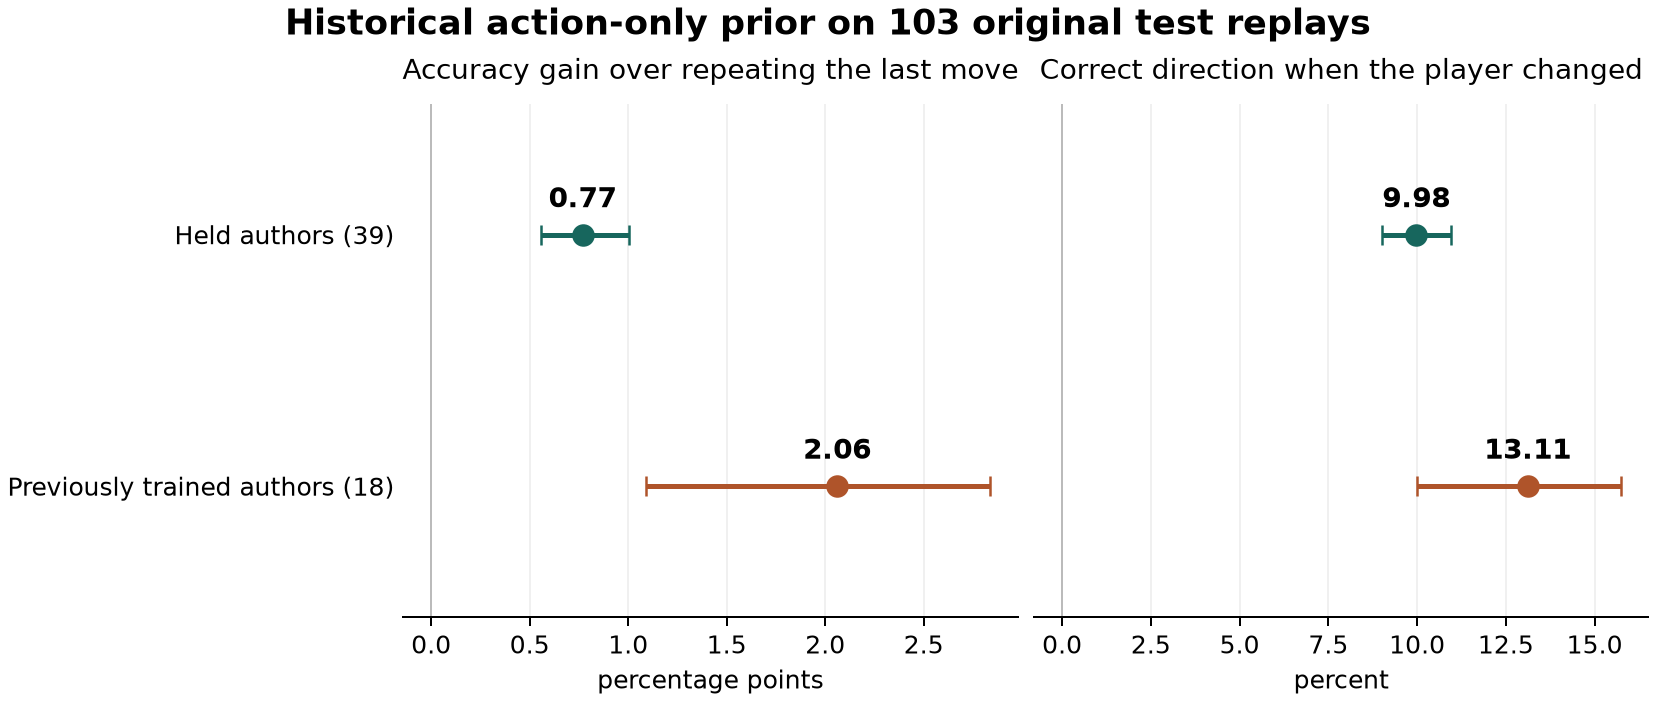 Historical action-only prior on 103 original test replays
Accuracy gain over repeating the last move
Correct direction when the player changed
Held authors (39)
0.77
9.98
Previously trained authors (18)
2.06
13.11
0.0 0.5 1.0 1.5 2.0 2.5
percentage points
0.0 2.5 5.0 7.5 10.0 12.5 15.0
percent